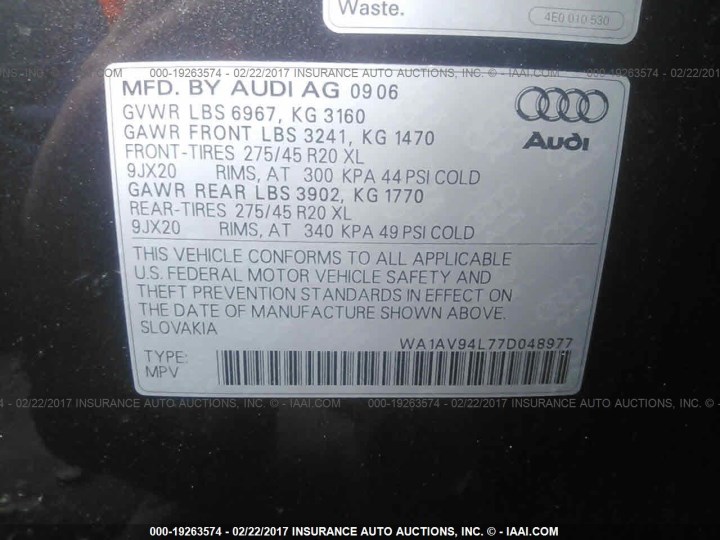 Waste.
4E0 010 530
000-19263574 - 02/22/2017 INSURANCE AUTO AUCTIONS, INC. - © IAAI.COM
MFD. BY AUDI AG 09 06
GVWR LBS 6967, KG 3160
GAWR FRONT LBS 3241, KG 1470
FRONT-TIRES 275/45 R20 XL
9JX20 RIMS, AT 300 KPA 44 PSI COLD
GAWR REAR LBS 3902, KG 1770
REAR-TIRES 275/45 R20 XL
9JX20 RIMS, AT 340 KPA 49 PSI COLD
Audi
THIS VEHICLE CONFORMS TO ALL APPLICABLE
U.S. FEDERAL MOTOR VEHICLE SAFETY AND
THEFT PREVENTION STANDARDS IN EFFECT ON
THE DATE OF MANUFACTURE SHOWN ABOVE.
SLOVAKIA
WA1AV94L77D048977
TYPE:
MPV
IAAI.COM 000-19263574 - 02/22/2017 INSURANCE AUTO AUCTIONS, INC. - ©
000-19263574 - 02/22/2017 INSURANCE AUTO AUCTIONS, INC. - © IAAI.COM